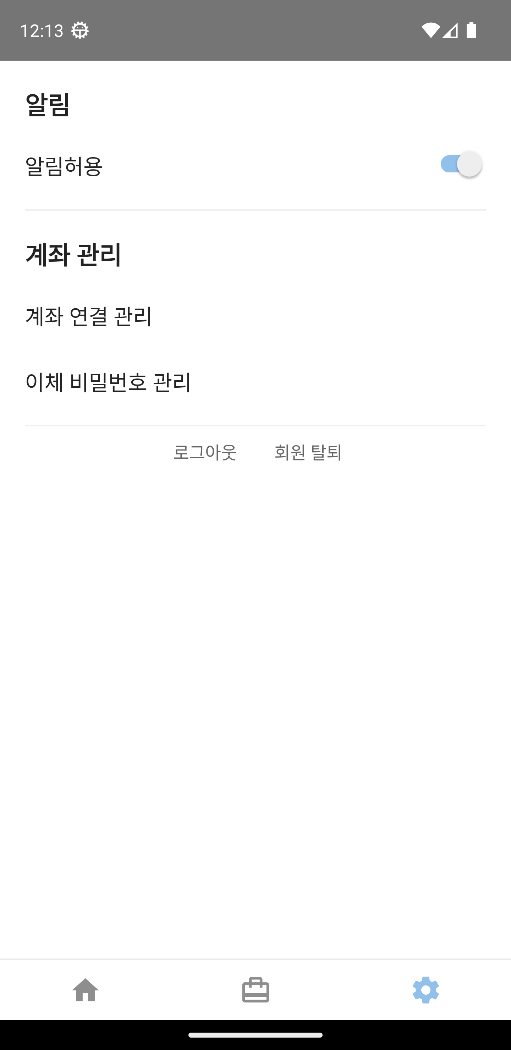 12:13
알림
알림허용
계좌 관리
계좌 연결 관리
이체 비밀번호 관리
로그아웃 회원 탈퇴